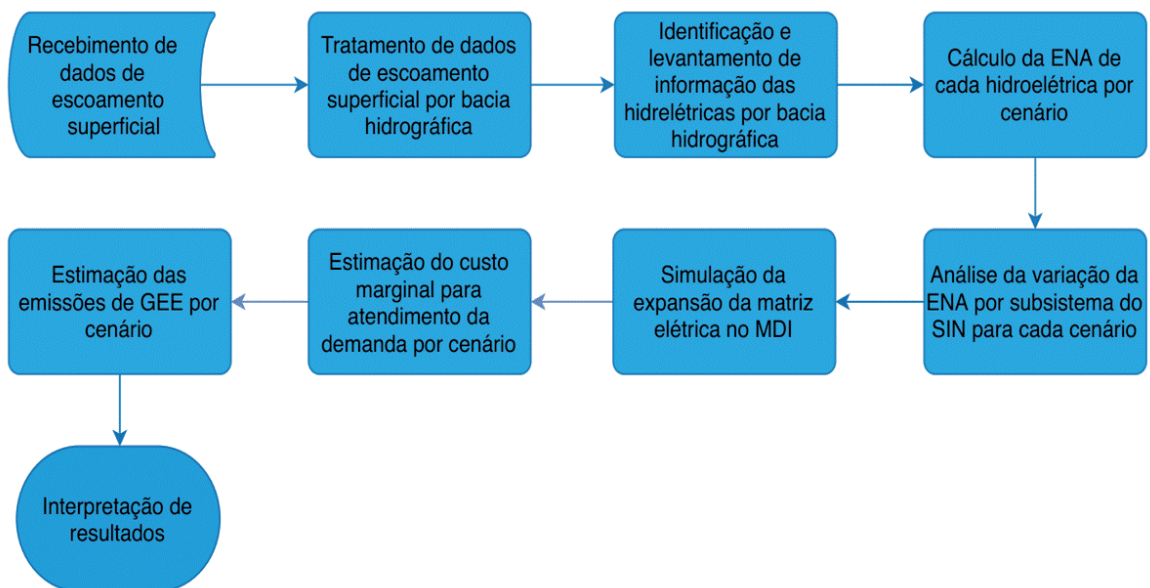 Recebimento de
dados de
escoamento
superficial
Tratamento de dados
de escoamento
superficial por bacia
hidrográfica
Identificação e
levantamento de
informação das
hidrelétricas por bacia
hidrográfica
Cálculo da ENA de
cada hidroelétrica por
cenário
Análise da variação da
ENA por subsistema do
SIN para cada cenário
Simulação da
expansão da matriz
elétrica no MDI
Estimação do custo
marginal para
atendimento da
demanda por cenário
Estimação das
emissões de GEE por
cenário
Interpretação de
resultados